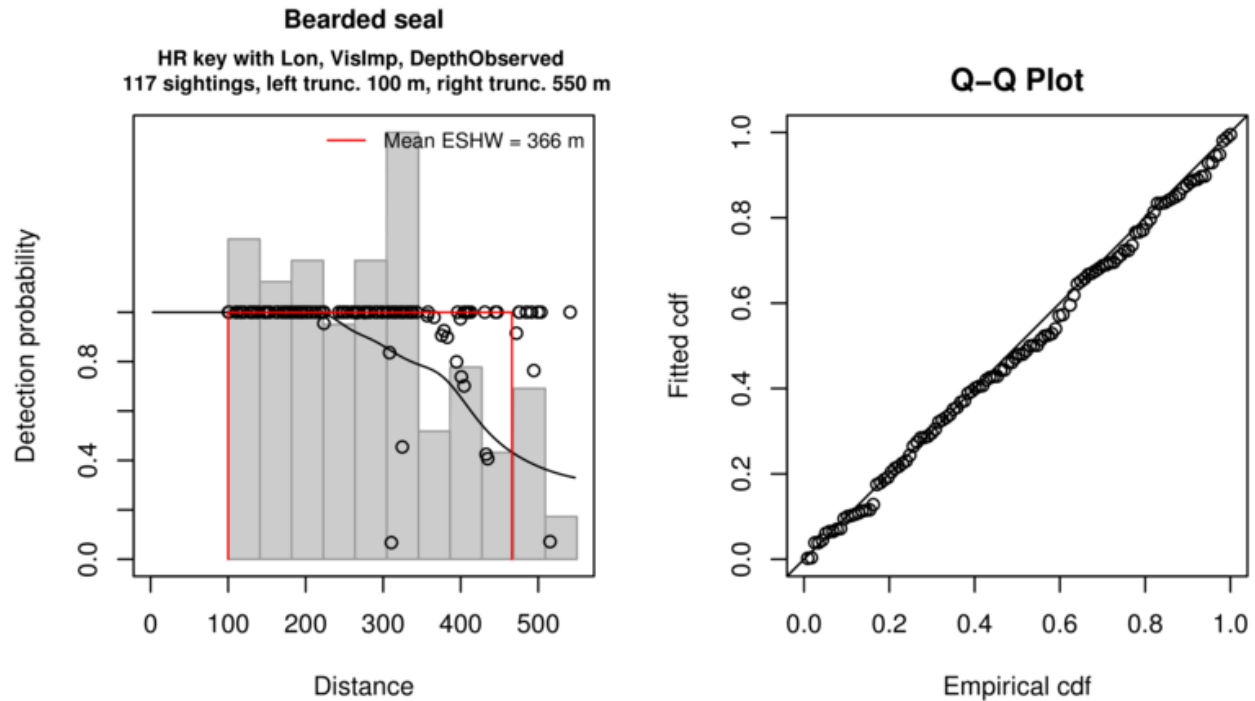 Bearded seal
HR key with Lon, VisImp, DepthObserved
117 sightings, left trunc. 100 m, right trunc. 550 m
Mean ESHW = 366 m
Detection probability
0.8
0.4
0.0
0 100 200 300 400 500
Distance
Q−Q Plot
Fitted cdf
1.0
0.8
0.6
0.4
0.2
0.0
0.0 0.2 0.4 0.6 0.8 1.0
Empirical cdf